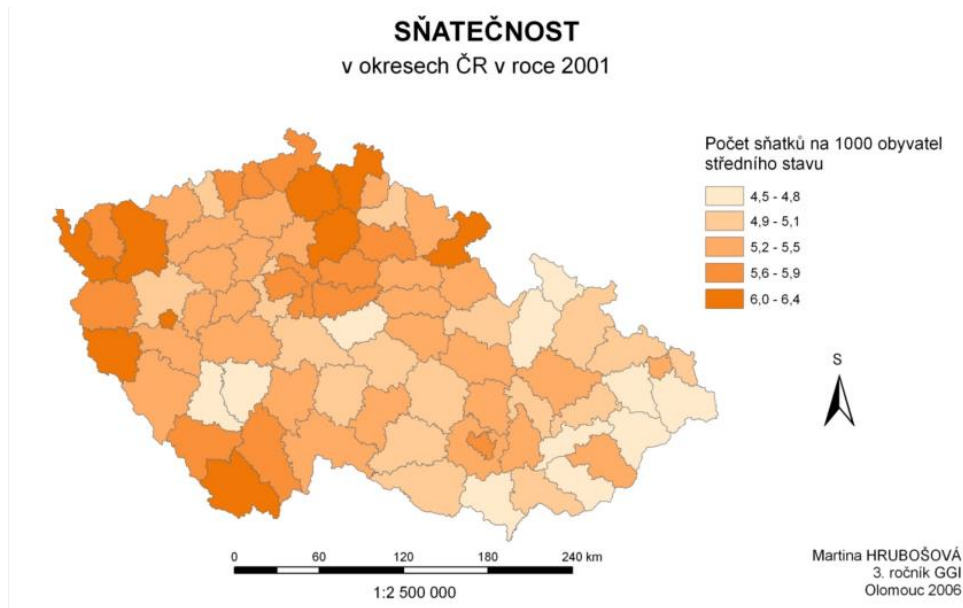 SŇATEČNOST
v okresech ČR v roce 2001
Počet sňatků na 1000 obyvatel
středního stavu
4,5 - 4,8
4,9 - 5,1
5,2 - 5,5
5,6 - 5,9
6,0 - 6,4
S
0 60 120 180 240 km
1:2 500 000
Martina HRUBOŠOVÁ
3. ročník GGI
Olomouc 2006